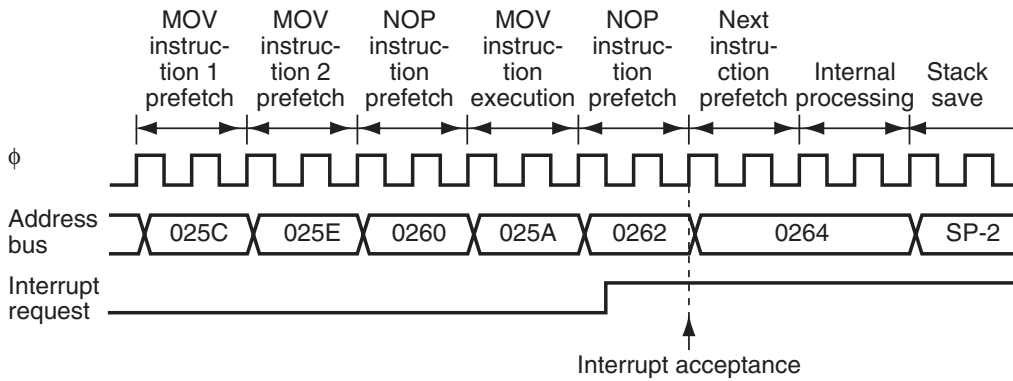 MOV
instruc-
tion 1
prefetch
MOV
instruc-
tion 2
prefetch
NOP
instruc-
tion
prefetch
MOV
instruc-
tion
execution
NOP
instruc-
tion
prefetch
Next
instru-
ction
prefetch
Internal
processing
Stack
save
ϕ
Address
bus
025C
025E
0260
025A
0262
0264
SP-2
Interrupt
request
Interrupt acceptance